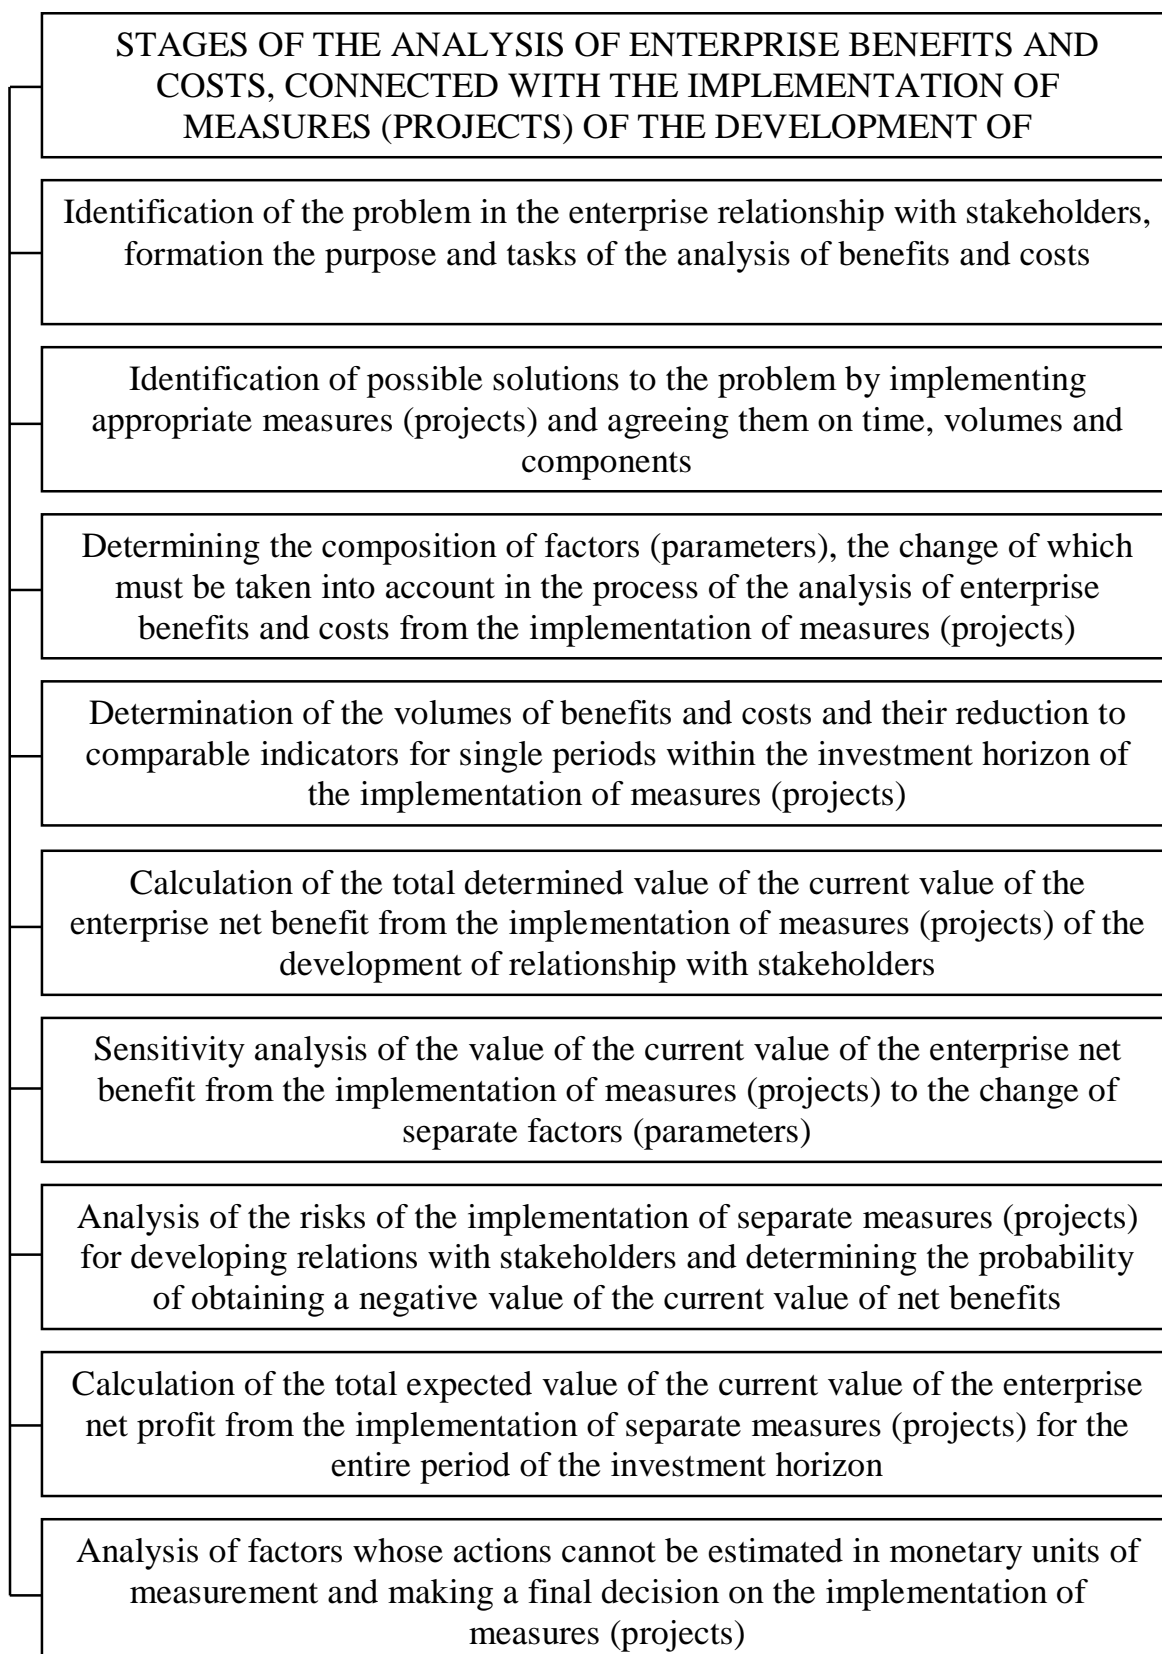 STAGES OF THE ANALYSIS OF ENTERPRISE BENEFITS AND
COSTS, CONNECTED WITH THE IMPLEMENTATION OF
MEASURES (PROJECTS) OF THE DEVELOPMENT OF
Identification of the problem in the enterprise relationship with stakeholders,
formation the purpose and tasks of the analysis of benefits and costs
Identification of possible solutions to the problem by implementing
appropriate measures (projects) and agreeing them on time, volumes and
components
Determining the composition of factors (parameters), the change of which
must be taken into account in the process of the analysis of enterprise
benefits and costs from the implementation of measures (projects)
Determination of the volumes of benefits and costs and their reduction to
comparable indicators for single periods within the investment horizon of
the implementation of measures (projects)
Calculation of the total determined value of the current value of the
enterprise net benefit from the implementation of measures (projects) of the
development of relationship with stakeholders
Sensitivity analysis of the value of the current value of the enterprise net
benefit from the implementation of measures (projects) to the change of
separate factors (parameters)
Analysis of the risks of the implementation of separate measures (projects)
for developing relations with stakeholders and determining the probability
of obtaining a negative value of the current value of net benefits
Calculation of the total expected value of the current value of the enterprise
net profit from the implementation of separate measures (projects) for the
entire period of the investment horizon
Analysis of factors whose actions cannot be estimated in monetary units of
measurement and making a final decision on the implementation of
measures (projects)